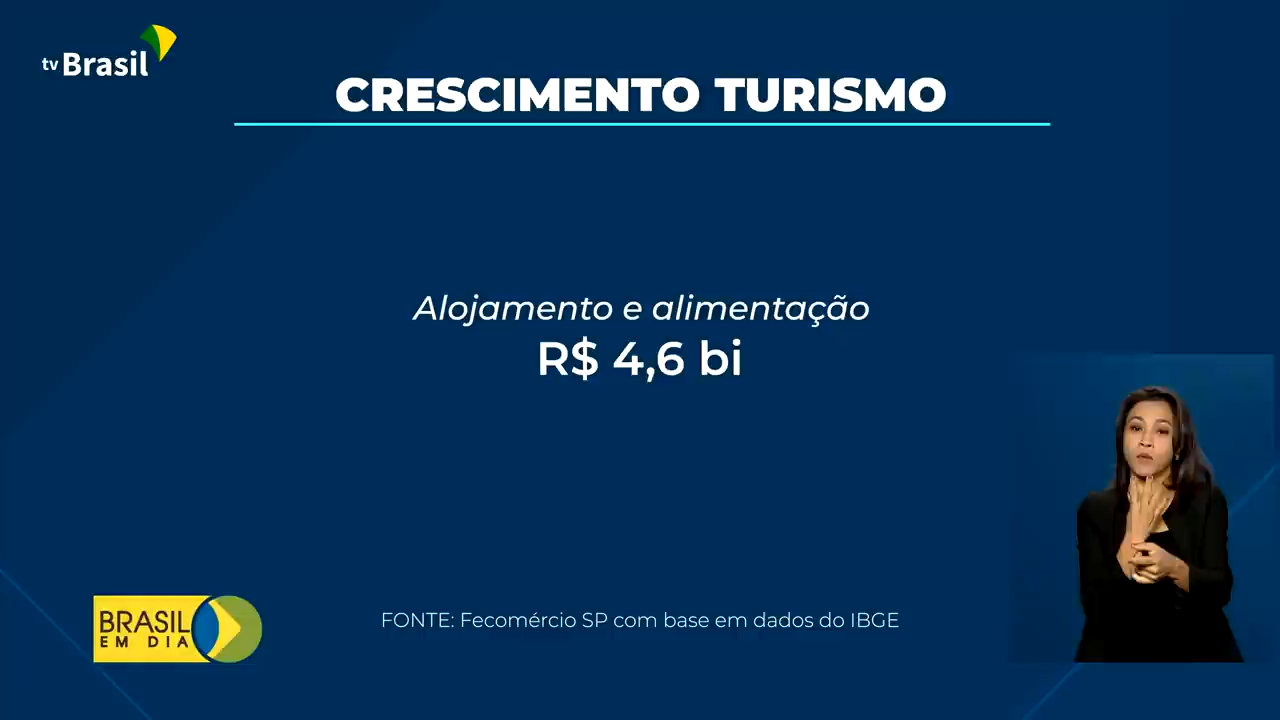 tv Brasil
CRESCIMENTO TURISMO
Alojamento e alimentação
R$ 4,6 bi
BRASIL
EM DIA
FONTE: Fecomércio SP com base em dados do IBGE